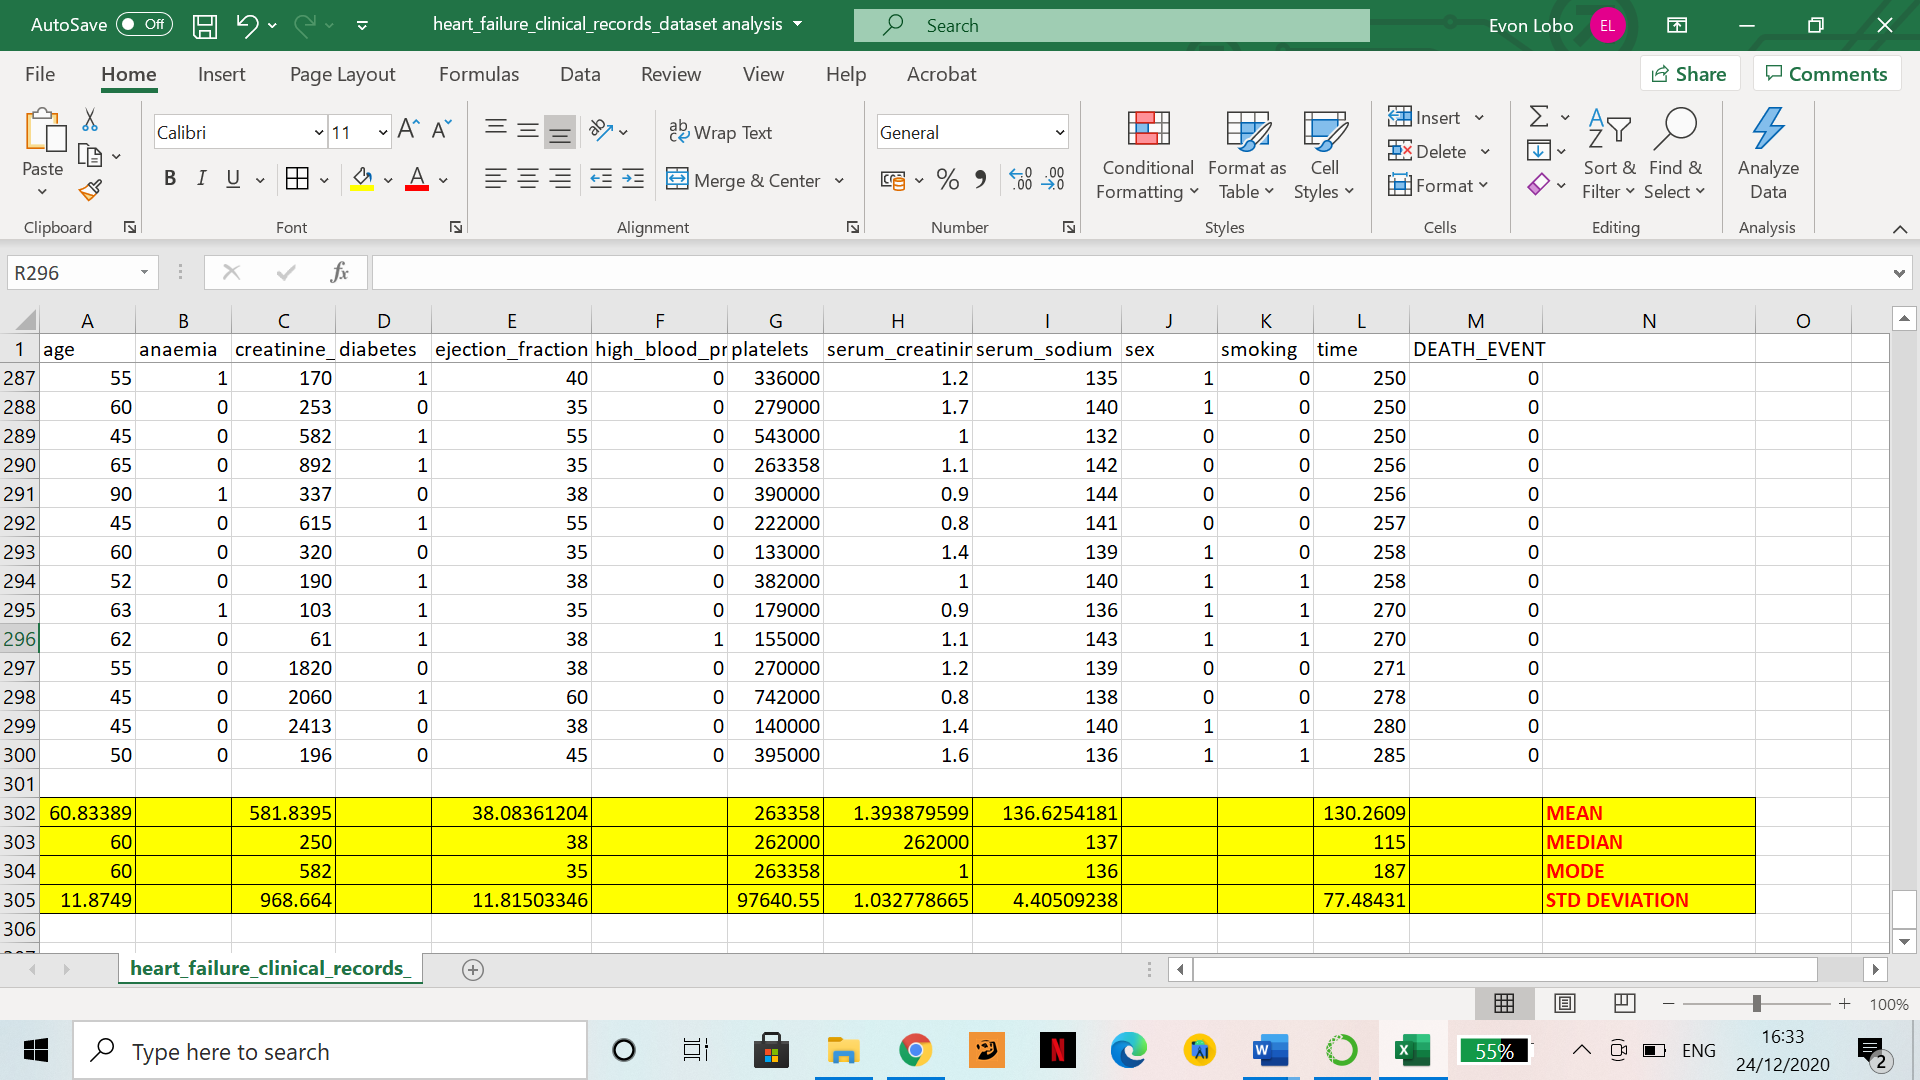 AutoSave Off heart_failure_clinical_records_dataset analysis Search Evon Lobo EL
File Home Insert Page Layout Formulas Data Review View Help Acrobat Share Comments
Paste Calibri 11 A A Wrap Text General Conditional Formatting Format as Table Cell Styles Insert Sort & Filter Find & Select Analyze Data
B I U A Merge & Center % Delete
Format
Clipboard Font Alignment Number Styles Cells Editing Analysis
R296 fx
A B C D E F G H I J K L M N O
1 age anaemia creatinine_ diabetes ejection_fraction high_blood_pr platelets serum_creatinir serum_sodium sex smoking time DEATH_EVENT
287 55 1 170 1 40 0 336000 1.2 135 1 0 250 0
288 60 0 253 0 35 0 279000 1.7 140 1 0 250 0
289 45 0 582 1 55 0 543000 1 132 0 0 250 0
290 65 0 892 1 35 0 263358 1.1 142 0 0 256 0
291 90 1 337 0 38 0 390000 0.9 144 0 0 256 0
292 45 0 615 1 55 0 222000 0.8 141 0 0 257 0
293 60 0 320 0 35 0 133000 1.4 139 1 0 258 0
294 52 0 190 1 38 0 382000 1 140 1 1 258 0
295 63 1 103 1 35 0 179000 0.9 136 1 1 270 0
296 62 0 61 1 38 1 155000 1.1 143 1 1 270 0
297 55 0 1820 0 38 0 270000 1.2 139 0 0 271 0
298 45 0 2060 1 60 0 742000 0.8 138 0 0 278 0
299 45 0 2413 0 38 0 140000 1.4 140 1 1 280 0
300 50 0 196 0 45 0 395000 1.6 136 1 1 285 0
301
302 60.83389 581.8395 38.08361204 263358 1.393879599 136.6254181 130.2609 MEAN
303 60 250 38 262000 262000 137 115 MEDIAN
304 60 582 35 263358 1 136 187 MODE
305 11.8749 968.664 11.81503346 97640.55 1.032778665 4.40509238 77.48431 STD DEVIATION
306
heart_failure_clinical_records_
100%
Type here to search 55% ENG 16:33
24/12/2020 2